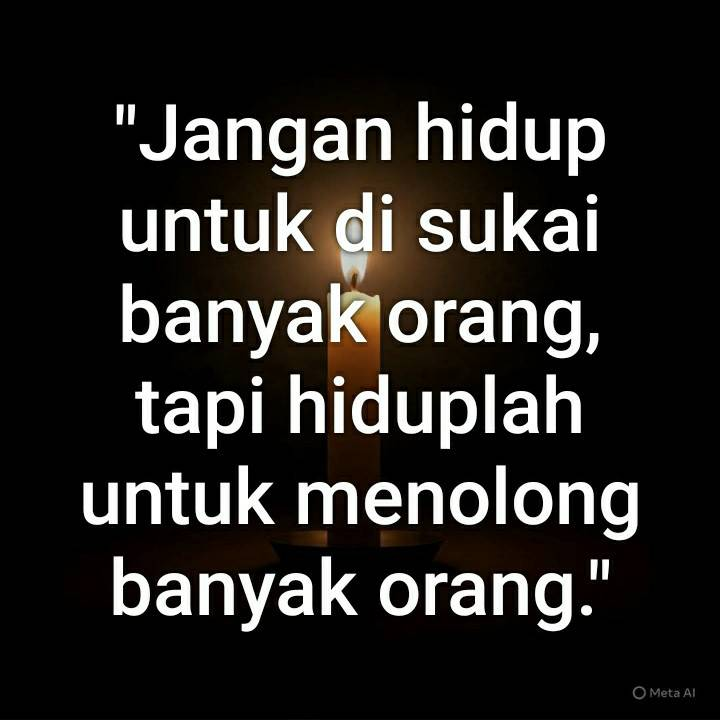 "Jangan hidup
untuk di sukai
banyak orang,
tapi hiduplah
untuk menolong
banyak orang."
Meta AI